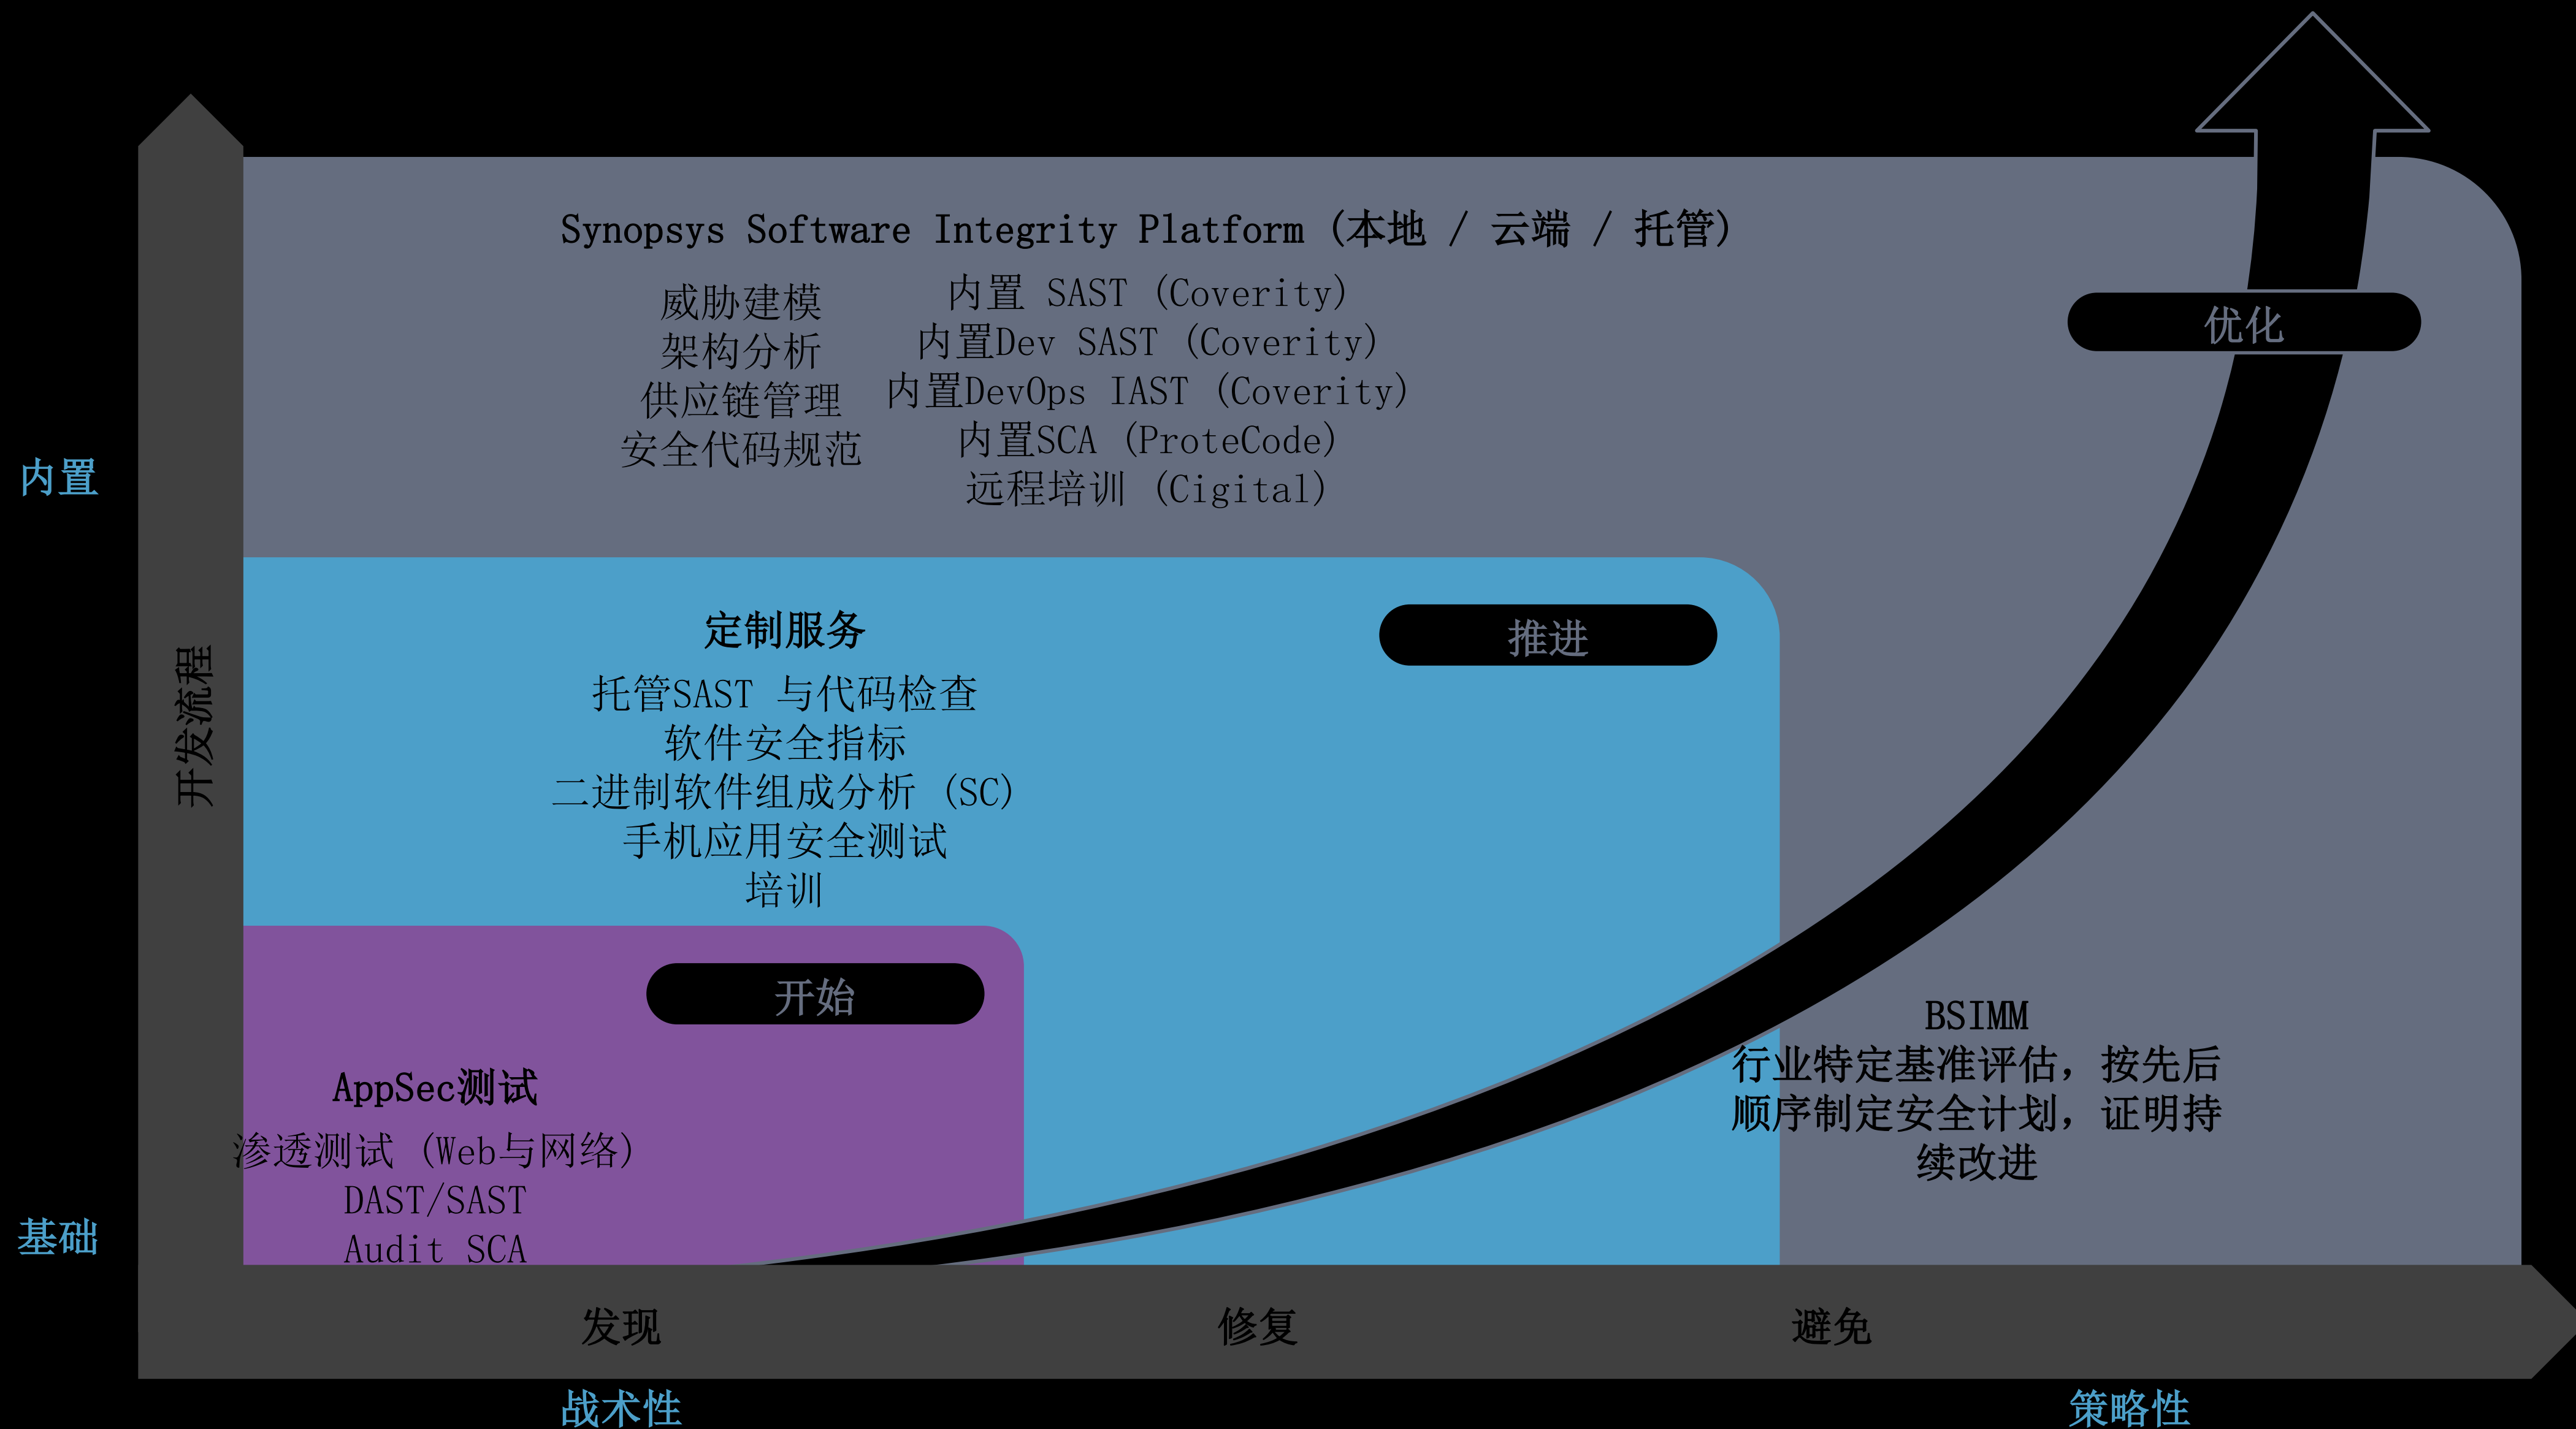 Synopsys Software Integrity Platform (本地 / 云端 / 托管)
威胁建模
架构分析
供应链管理
安全代码规范
内置 SAST (Coverity)
内置Dev SAST (Coverity)
内置DevOps IAST (Coverity)
内置SCA (ProteCode)
远程培训 (Cigital)
优化
内置
定制服务
托管SAST 与代码检查
软件安全指标
二进制软件组成分析 (SC)
手机应用安全测试
培训
推进
开发流程
开始
AppSec测试
渗透测试 (Web与网络)
DAST/SAST
Audit SCA
BSIMM
行业特定基准评估，按先后
顺序制定安全计划，证明持
续改进
基础
发现
修复
避免
战术性
策略性